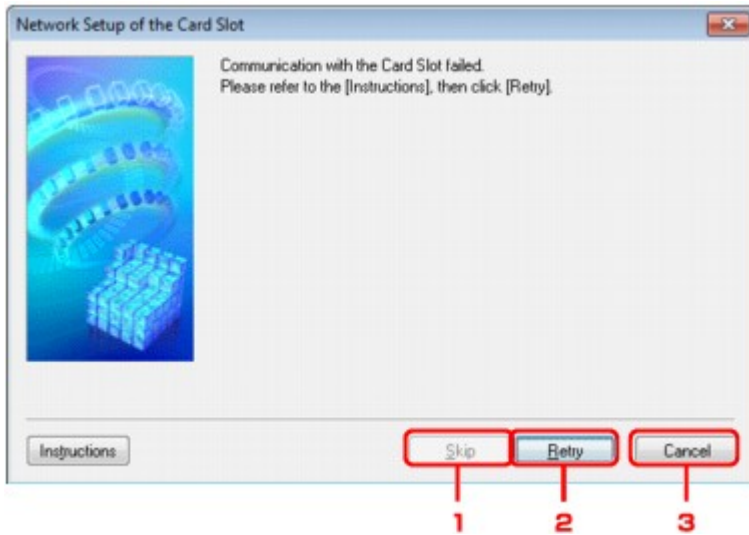 Network Setup of the Card Slot
Communication with the Card Slot failed.
Please refer to the [Instructions], then click [Retry].
Instructions Skip Retry Cancel
1 2 3